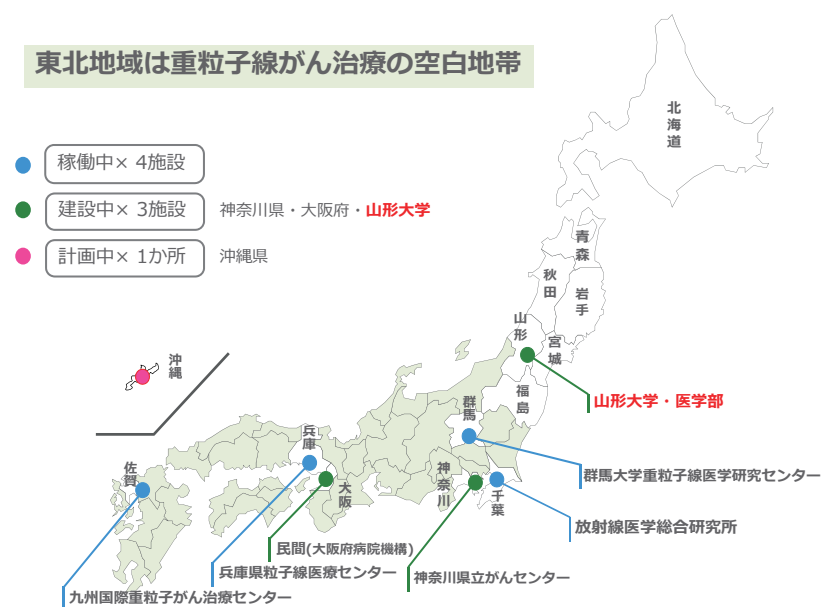 東北地域は重粒子線がん治療の空白地帯
北海道
稼働中× 4施設
建設中× 3施設 神奈川県・大阪府・山形大学
計画中× 1か所 沖縄県
青森
秋田
岩手
山形
宮城
沖縄
福島
山形大学・医学部
群馬
兵庫
佐賀
神奈川
群馬大学重粒子線医学研究センター
大阪
千葉
放射線医学総合研究所
民間(大阪府病院機構)
兵庫県粒子線医療センター
神奈川県立がんセンター
九州国際重粒子がん治療センター